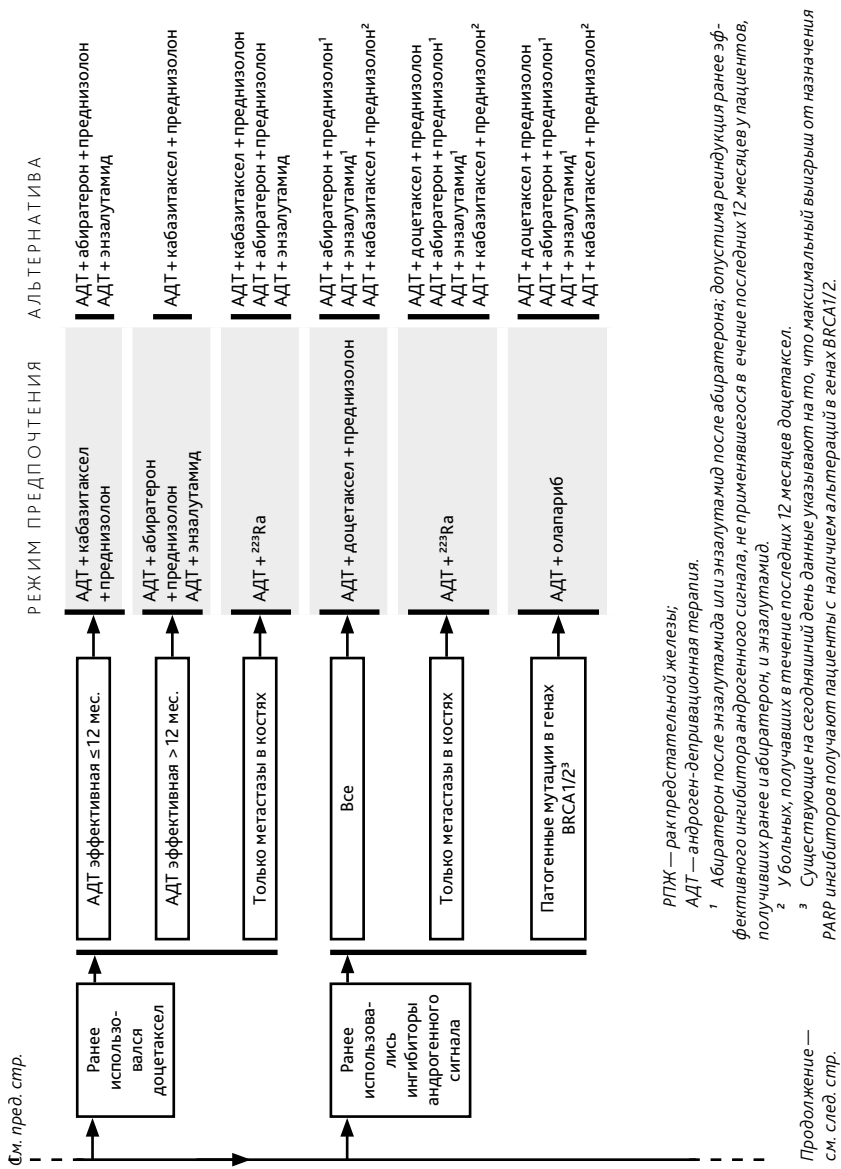 См. пред. стр.
РЕЖИМ ПРЕДПОЧТЕНИЯ
АЛЬТЕРНАТИВА
Ранее
использо-
вался
доцетаксел
АДТ эффективная ≤ 12 мес.
АДТ + кабазитаксел
+ преднизолон
АДТ + абиратерон + преднизолон
АДТ + энзалутамид
АДТ эффективная > 12 мес.
АДТ + абиратерон
+ преднизолон
АДТ + энзалутамид
АДТ + кабазитаксел + преднизолон
Только метастазы в костях
АДТ + ²²³Ra
АДТ + кабазитаксел + преднизолон
АДТ + абиратерон + преднизолон
АДТ + энзалутамид
Ранее
использова-
лись
ингибиторы
андрогенного
сигнала
Все
АДТ + доцетаксел + преднизолон
АДТ + абиратерон + преднизолон¹
АДТ + энзалутамид¹
АДТ + кабазитаксел + преднизолон²
Только метастазы в костях
АДТ + ²²³Ra
АДТ + доцетаксел + преднизолон
АДТ + абиратерон + преднизолон¹
АДТ + энзалутамид¹
АДТ + кабазитаксел + преднизолон²
Патогенные мутации в генах
BRCA1/2³
АДТ + олапариб
АДТ + доцетаксел + преднизолон
АДТ + абиратерон + преднизолон¹
АДТ + энзалутамид¹
АДТ + кабазитаксел + преднизолон²
РПЖ — рак предстательной железы;
АДТ — андроген-депривационная терапия.
¹ Абиратерон после энзалутамида или энзалутамид после абиратерона; допустима реиндукция ранее эф-
фективного ингибитора андрогенного сигнала, не применявшегося в ечение последних 12 месяцев у пациентов,
получивших ранее и абиратерон, и энзалутамид.
² У больных, получавших в течение последних 12 месяцев доцетаксел.
³ Существующие на сегодняшний день данные указывают на то, что максимальный выигрыш от назначения
PARP ингибиторов получают пациенты с наличием альтераций в генах BRCA1/2.
Продолжение —
см. след. стр.